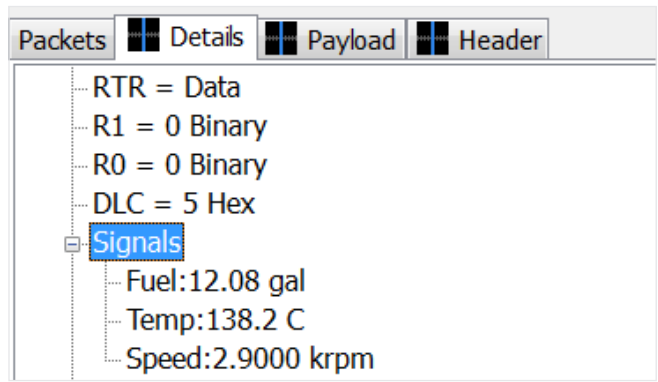 Packets Details Payload Header
RTR = Data
R1 = 0 Binary
R0 = 0 Binary
DLC = 5 Hex
Signals
Fuel:12.08 gal
Temp:138.2 C
Speed:2.9000 krpm